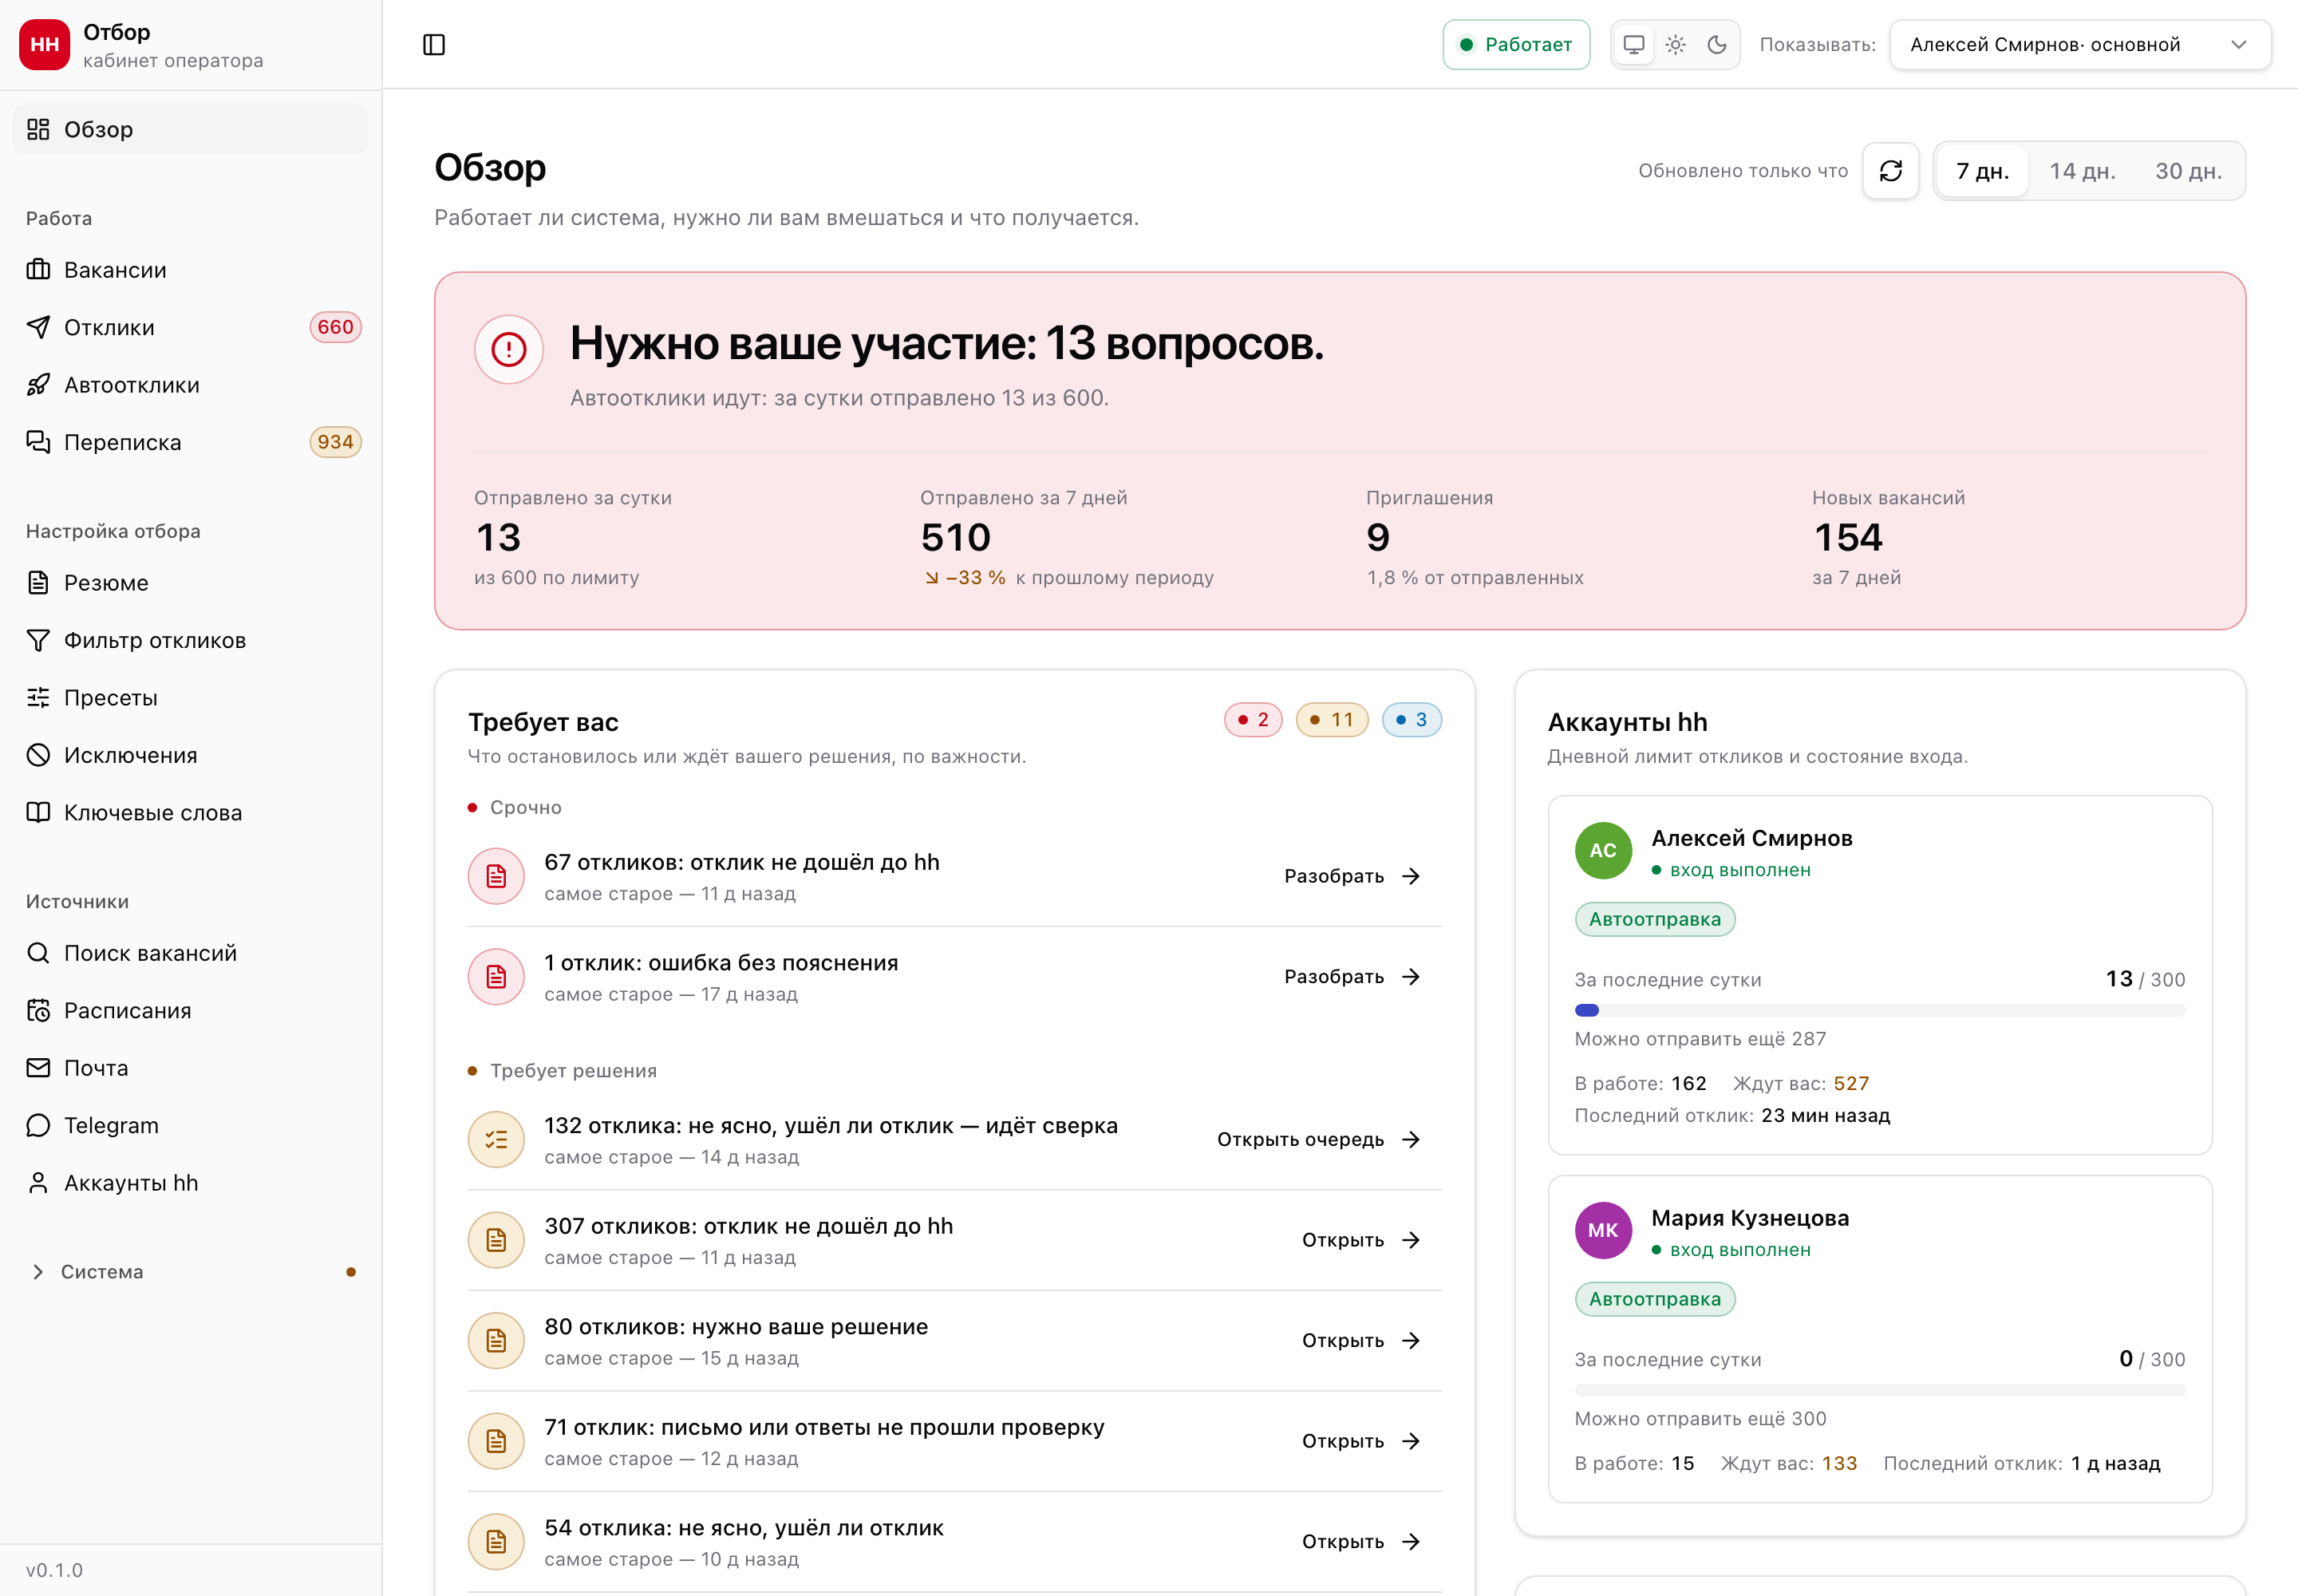 НН
Отбор
кабинет оператора
Обзор
Работа
Вакансии
Отклики 660
Автоотклики
Переписка 934
Настройка отбора
Резюме
Фильтр откликов
Пресеты
Исключения
Ключевые слова
Источники
Поиск вакансий
Расписания
Почта
Telegram
Аккаунты hh
Система
v0.1.0
Работает
Показывать:
Алексей Смирнов· основной
Обзор
Работает ли система, нужно ли вам вмешаться и что получается.
Обновлено только что
7 дн. 14 дн. 30 дн.
Нужно ваше участие: 13 вопросов.
Автоотклики идут: за сутки отправлено 13 из 600.
Отправлено за сутки
13
из 600 по лимиту
Отправлено за 7 дней
510
−33 % к прошлому периоду
Приглашения
9
1,8 % от отправленных
Новых вакансий
154
за 7 дней
Требует вас
2 11 3
Что остановилось или ждёт вашего решения, по важности.
Срочно
67 откликов: отклик не дошёл до hh
самое старое — 11 д назад
Разобрать
1 отклик: ошибка без пояснения
самое старое — 17 д назад
Разобрать
Требует решения
132 отклика: не ясно, ушёл ли отклик — идёт сверка
самое старое — 14 д назад
Открыть очередь
307 откликов: отклик не дошёл до hh
самое старое — 11 д назад
Открыть
80 откликов: нужно ваше решение
самое старое — 15 д назад
Открыть
71 отклик: письмо или ответы не прошли проверку
самое старое — 12 д назад
Открыть
54 отклика: не ясно, ушёл ли отклик
самое старое — 10 д назад
Открыть
Аккаунты hh
Дневной лимит откликов и состояние входа.
АС
Алексей Смирнов
вход выполнен
Автоотправка
За последние сутки 13 / 300
Можно отправить ещё 287
В работе: 162 Ждут вас: 527
Последний отклик: 23 мин назад
МК
Мария Кузнецова
вход выполнен
Автоотправка
За последние сутки 0 / 300
Можно отправить ещё 300
В работе: 15 Ждут вас: 133 Последний отклик: 1 д назад